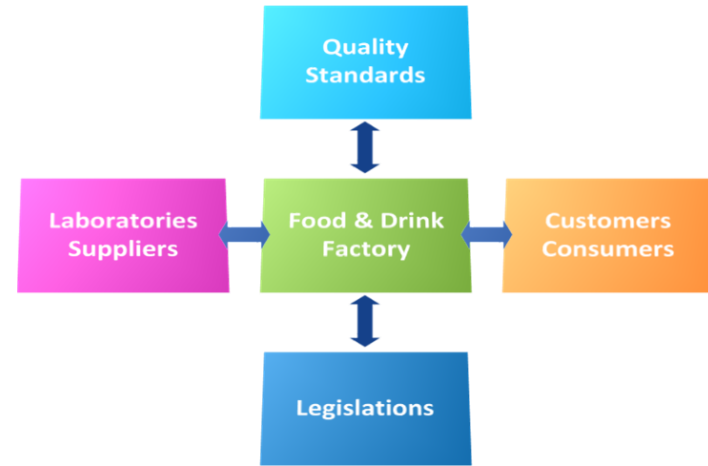 Quality
Standards
Laboratories
Suppliers
Food & Drink
Factory
Customers
Consumers
Legislations